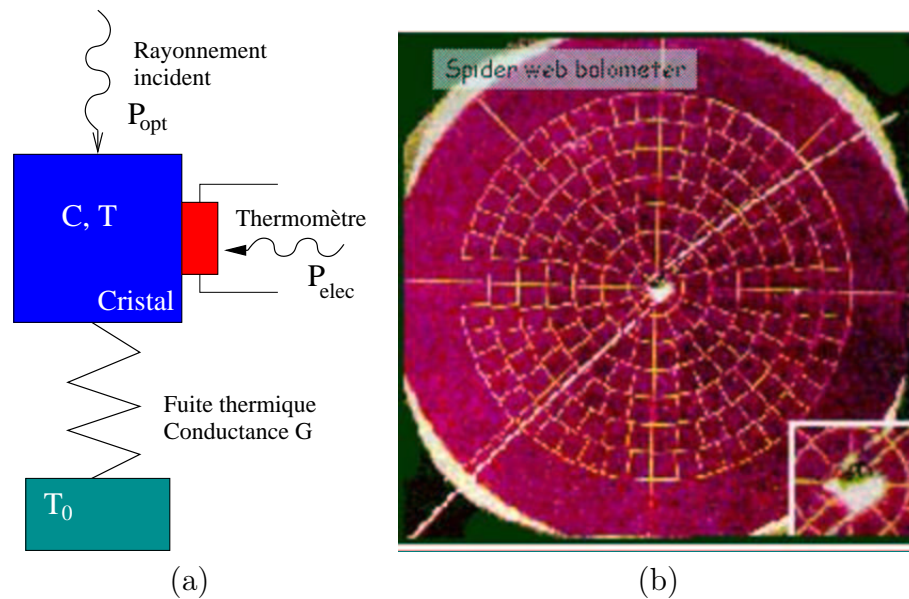 Rayonnement
incident
P_opt
C, T
Thermomètre
P_elec
Cristal
Fuite thermique
Conductance G
T_0
(a)
Spider web bolometer
(b)